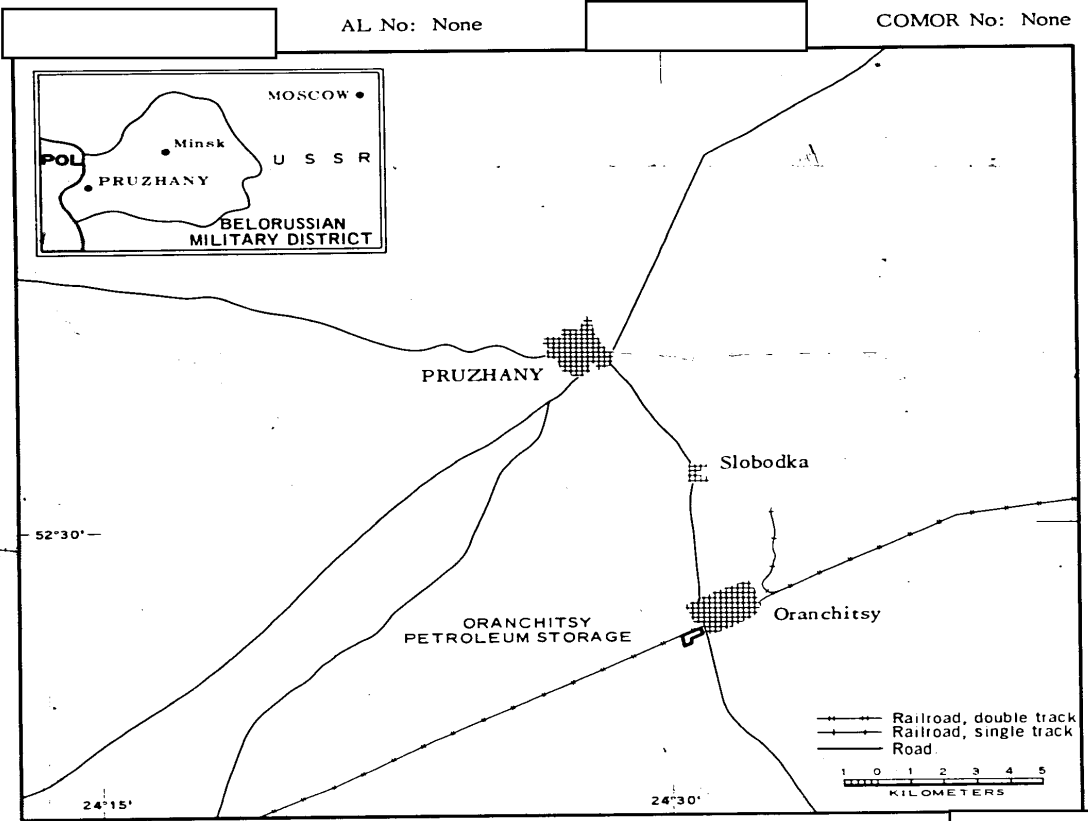 AL No: None
COMOR No: None
MOSCOW
Minsk
POL
U S S R
PRUZHANY
BELORUSSIAN
MILITARY DISTRICT
PRUZHANY
Slobodka
52°30'
ORANCHITSY
PETROLEUM STORAGE
Oranchitsy
Railroad, double track
Railroad, single track
Road
1 0 1 2 3 4 5
KILOMETERS
24°15'
24°30'